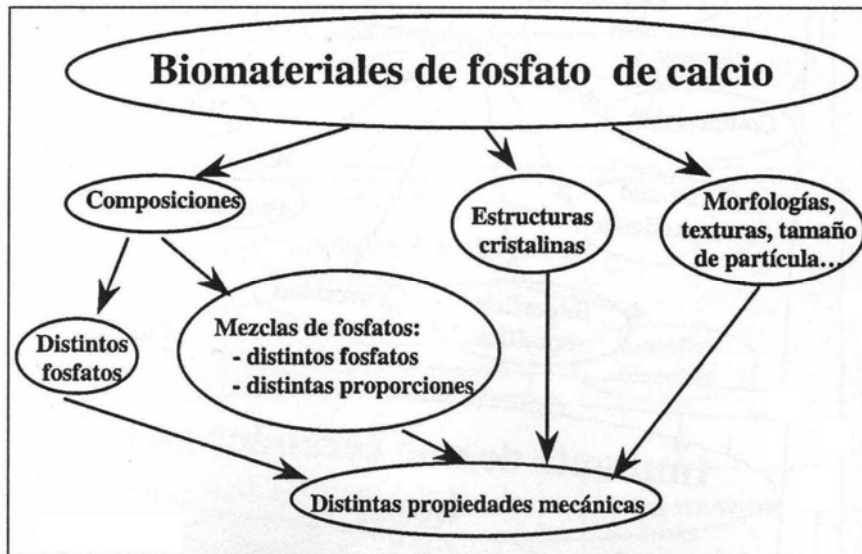 Biomateriales de fosfato de calcio
Composiciones
Estructuras
cristalinas
Morfologías,
texturas, tamaño
de partícula...
Distintos
fosfatos
Mezclas de fosfatos:
- distintos fosfatos
- distintas proporciones
Distintas propiedades mecánicas